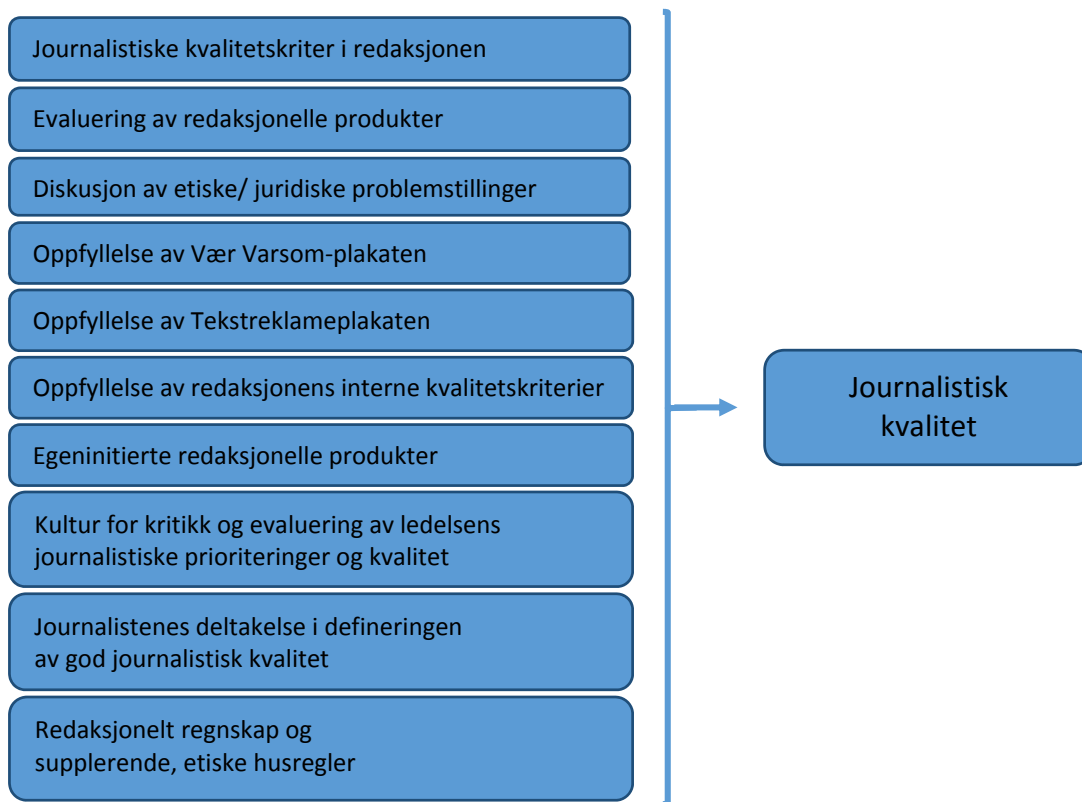 Journalistiske kvalitetskriter i redaksjonen
Evaluering av redaksjonelle produkter
Diskusjon av etiske/ juridiske problemstillinger
Oppfyllelse av Vær Varsom-plakaten
Oppfyllelse av Tekstreklameplakaten
Oppfyllelse av redaksjonens interne kvalitetskriterier
Egeninitierte redaksjonelle produkter
Kultur for kritikk og evaluering av ledelsens
journalistiske prioriteringer og kvalitet
Journalistenes deltakelse i defineringen
av god journalistisk kvalitet
Redaksjonelt regnskap og
supplerende, etiske husregler
Journalistisk
kvalitet